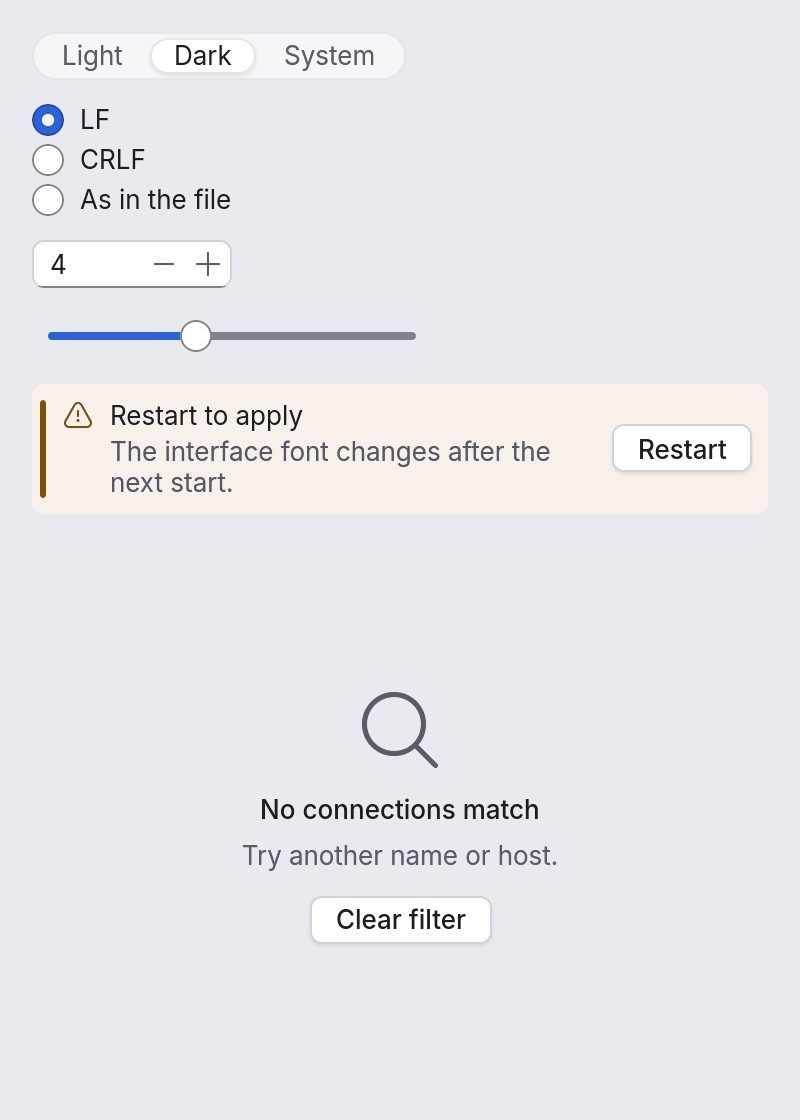 Light Dark System
LF
CRLF
As in the file
4
Restart to apply
The interface font changes after the
next start.
Restart
No connections match
Try another name or host.
Clear filter